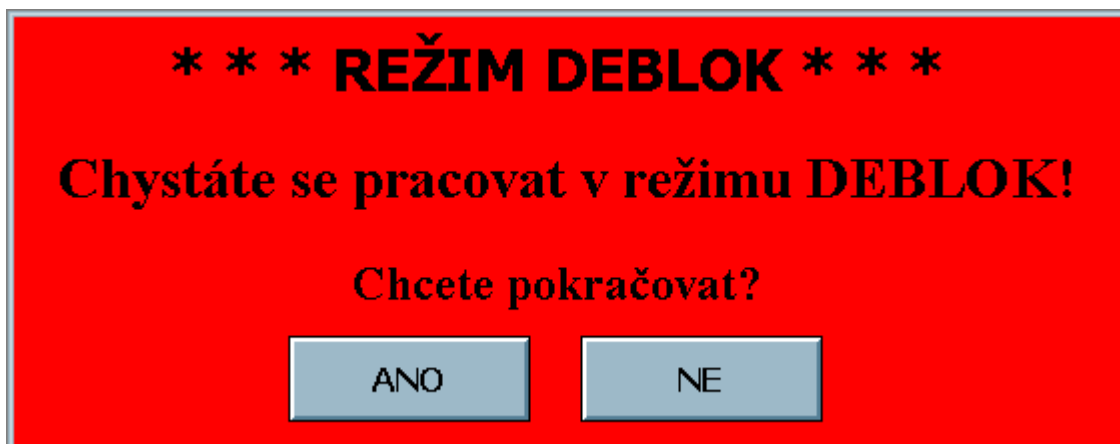 * * * REŽIM DEBLOK * * *
Chystáte se pracovat v režimu DEBLOK!
Chcete pokračovat?
ANO NE